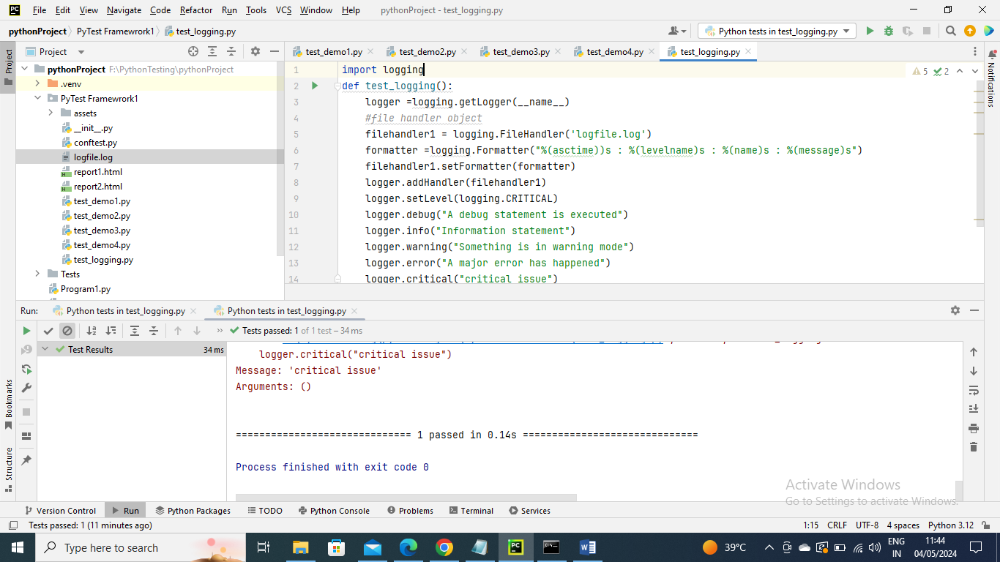 File Edit View Navigate Code Refactor Run Tools VCS Window Help pythonProject - test_logging.py
pythonProject PyTest Framewrork1 test_logging.py Python tests in test_logging.py
Project
Project
test_demo1.py test_demo2.py test_demo3.py test_demo4.py test_logging.py
Notifications
pythonProject F:\PythonTesting\pythonProject
.venv
PyTest Framewrork1
assets
__init__.py
conftest.py
logfile.log
report1.html
report2.html
test_demo1.py
test_demo2.py
test_demo3.py
test_demo4.py
test_logging.py
Tests
Program1.py
5 2
1 import logging
2 def test_logging():
3 logger =logging.getLogger(__name__)
4 #file handler object
5 filehandler1 = logging.FileHandler('logfile.log')
6 formatter =logging.Formatter("%(asctime))s : %(levelname)s : %(name)s : %(message)s")
7 filehandler1.setFormatter(formatter)
8 logger.addHandler(filehandler1)
9 logger.setLevel(logging.CRITICAL)
10 logger.debug("A debug statement is executed")
11 logger.info("Information statement")
12 logger.warning("Something is in warning mode")
13 logger.error("A major error has happened")
14 logger.critical("critical issue")
Run: Python tests in test_logging.py Python tests in test_logging.py
Tests passed: 1 of 1 test – 34 ms
Test Results 34 ms
logger.critical("critical issue")
Message: 'critical issue'
Arguments: ()
============================== 1 passed in 0.14s ==============================
Process finished with exit code 0
Bookmarks
Structure
Activate Windows
Go to Settings to activate Windows.
Version Control Run Python Packages TODO Python Console Problems Terminal Services
Tests passed: 1 (11 minutes ago) 1:15 CRLF UTF-8 4 spaces Python 3.12
Type here to search 39°C ENG IN 11:44 04/05/2024